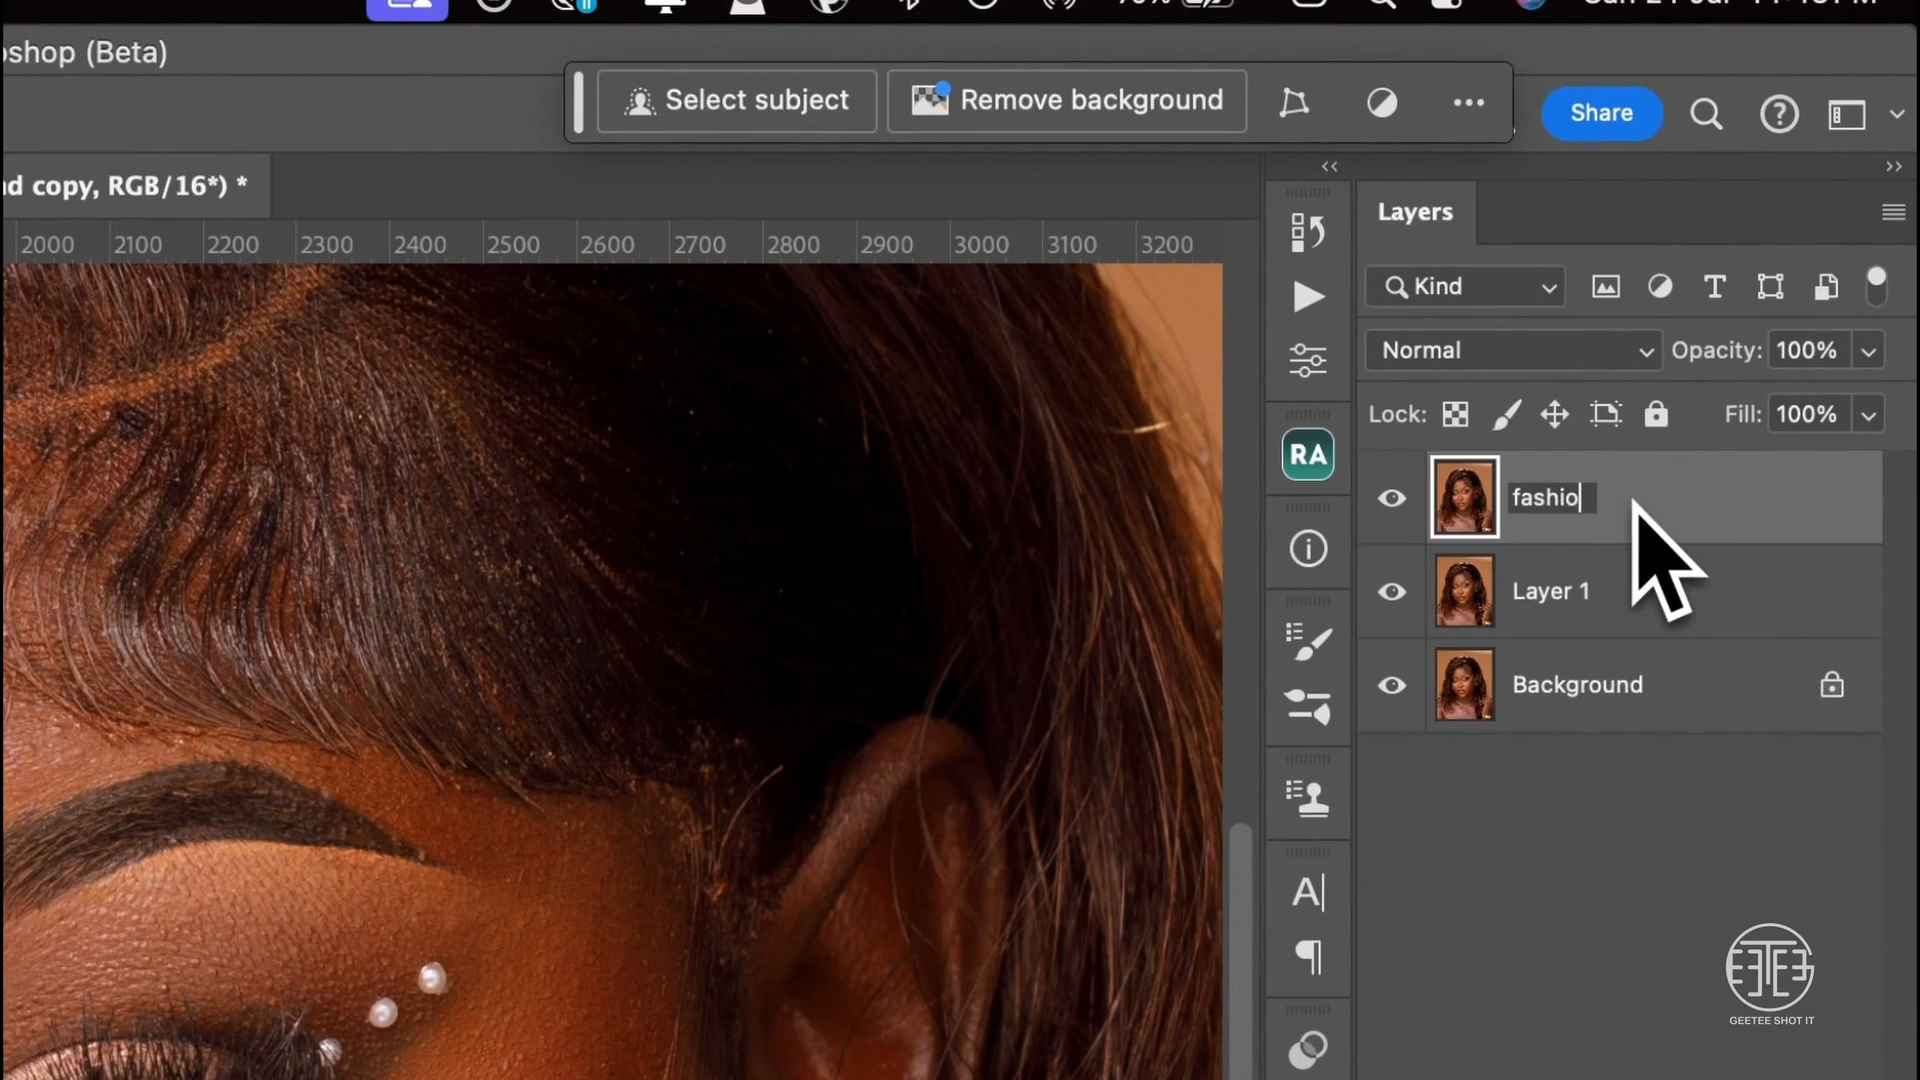 shop (Beta)
Select subject
Remove background
Share
nd copy, RGB/16*) *
Layers
2000 2100 2200 2300 2400 2500 2600 2700 2800 2900 3000 3100 3200
Kind
Normal
Opacity: 100%
Lock:
Fill: 100%
RA
fashio
Layer 1
Background
A
GEETEE SHOT IT